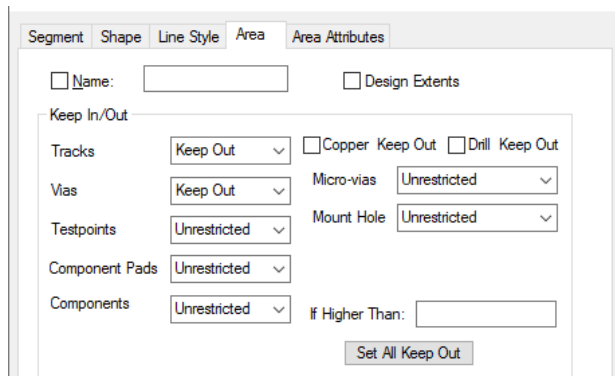 Segment Shape Line Style Area Area Attributes
Name: Design Extents
Keep In/Out
Tracks Keep Out Copper Keep Out Drill Keep Out
Vias Keep Out Micro-vias Unrestricted
Testpoints Unrestricted Mount Hole Unrestricted
Component Pads Unrestricted
Components Unrestricted If Higher Than:
Set All Keep Out